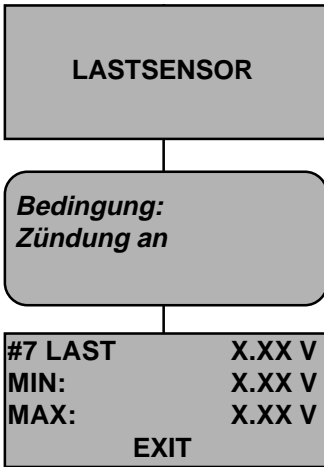 LASTSENSOR
Bedingung:
Zündung an
#7 LAST X.XX V
MIN: X.XX V
MAX: X.XX V
EXIT